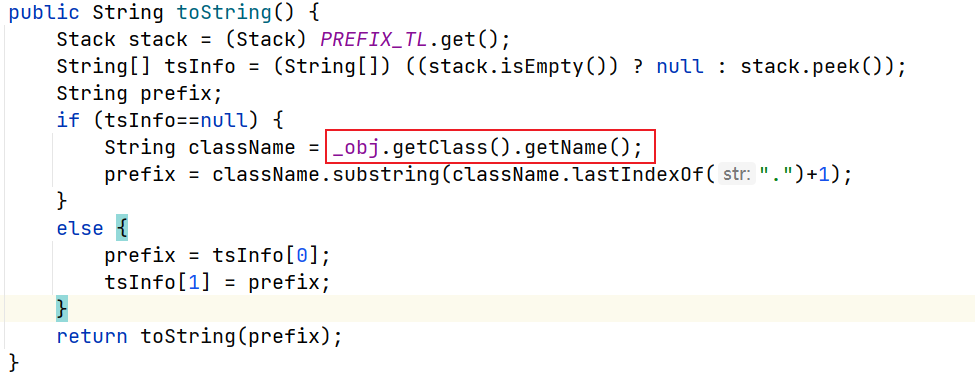 public String toString() {
    Stack stack = (Stack) PREFIX_TL.get();
    String[] tsInfo = (String[]) ((stack.isEmpty()) ? null : stack.peek());
    String prefix;
    if (tsInfo==null) {
        String className = _obj.getClass().getName();
        prefix = className.substring(className.lastIndexOf( str: ".")+1);
    }
    else {
        prefix = tsInfo[0];
        tsInfo[1] = prefix;
    }
    return toString(prefix);
}